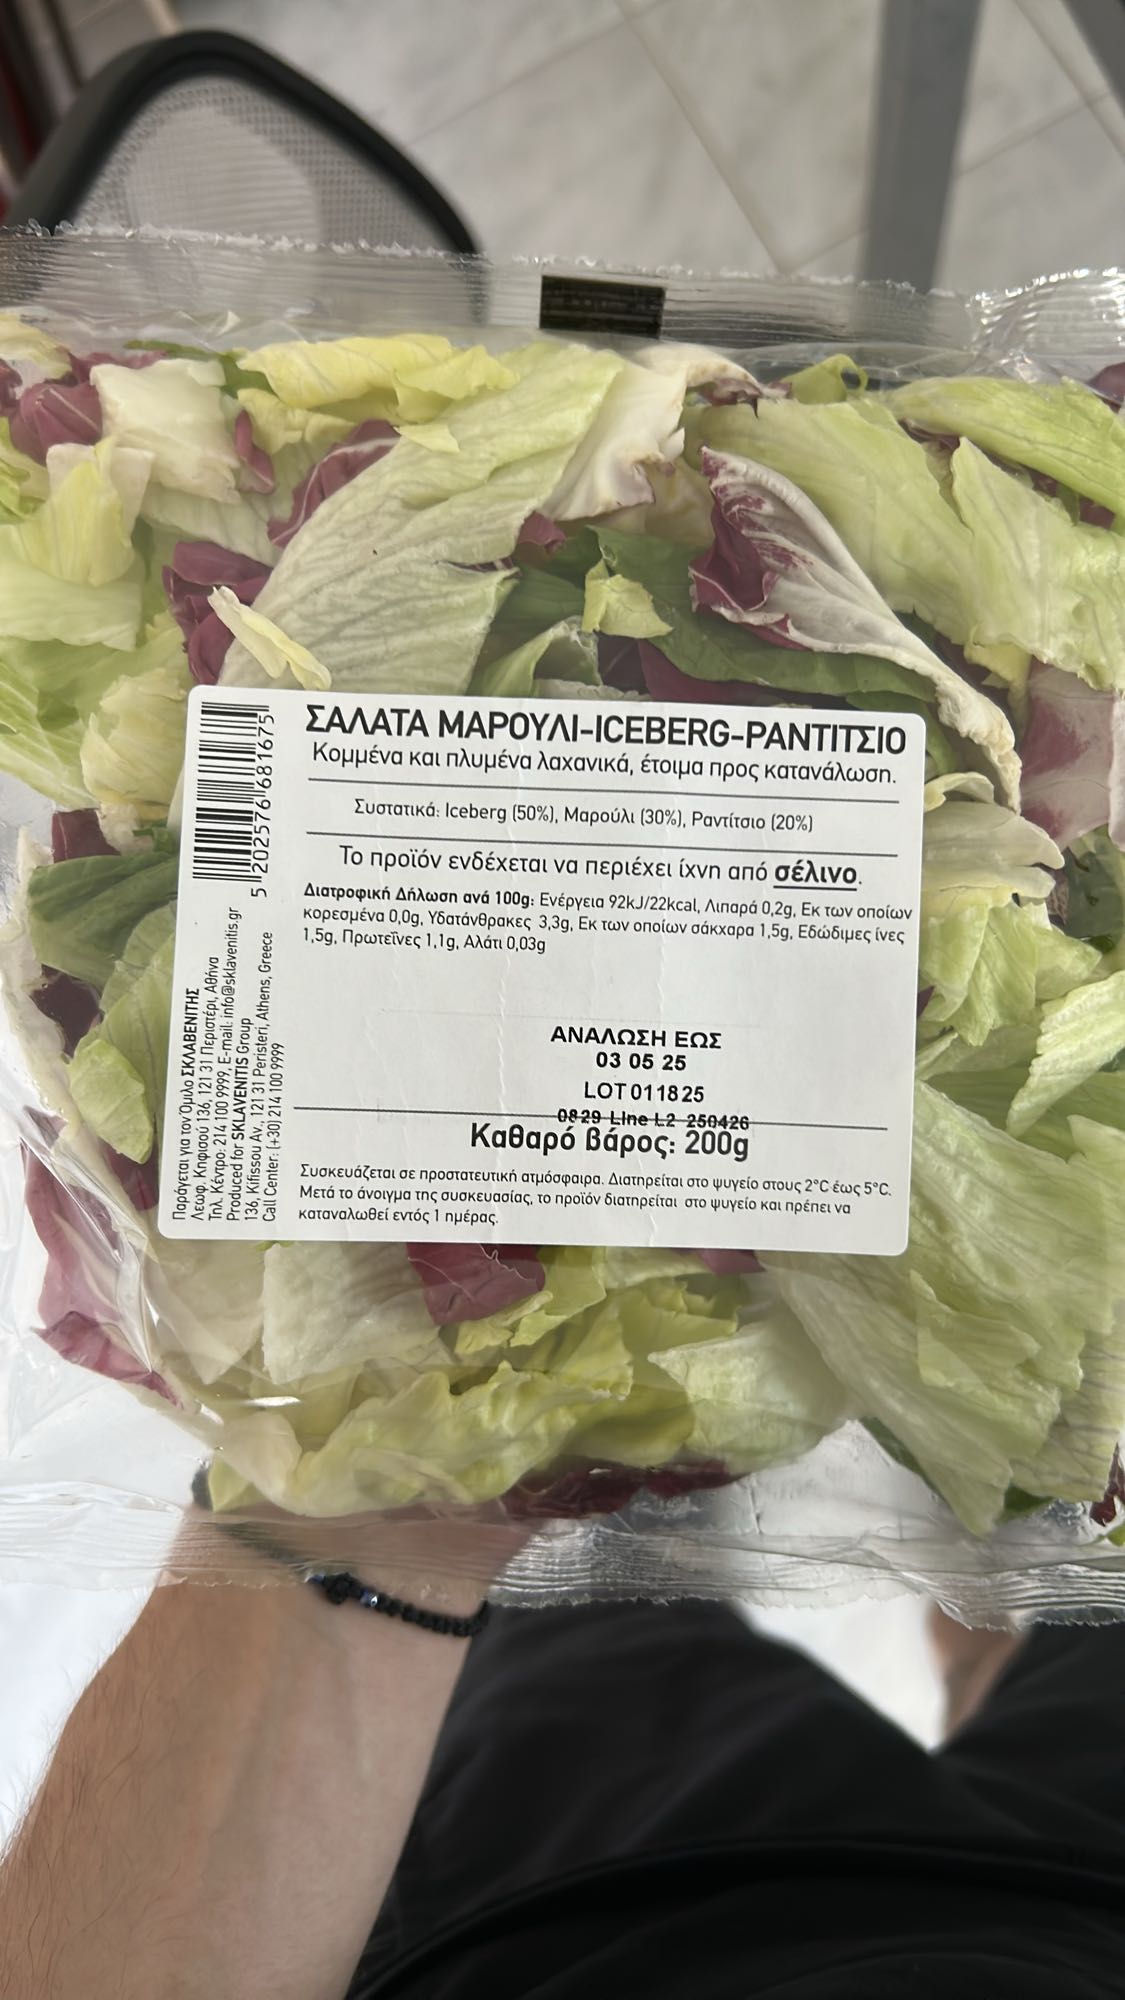 ΣΑΛΑΤΑ ΜΑΡΟΥΛΙ-ICEBERG-ΡΑΝΤΙΤΣΙΟ
Κομμένα και πλυμένα λαχανικά, έτοιμα προς κατανάλωση.
Συστατικά: Iceberg (50%), Μαρούλι (30%), Ραντίτσιο (20%)
Το προϊόν ενδέχεται να περιέχει ίχνη από σέλινο.
Διατροφική Δήλωση ανά 100g: Ενέργεια 92kJ/22kcal, Λιπαρά 0,2g, Εκ των οποίων
κορεσμένα 0,0g, Υδατάνθρακες 3,3g, Εκ των οποίων σάκχαρα 1,5g, Εδώδιμες ίνες
1,5g, Πρωτεΐνες 1,1g, Αλάτι 0,03g
ΑΝΑΛΩΣΗ ΕΩΣ
03 05 25
LOT 011825
0829 LIne L2 250426
Καθαρό βάρος: 200g
Συσκευάζεται σε προστατευτική ατμόσφαιρα. Διατηρείται στο ψυγείο στους 2°C έως 5°C.
Μετά το άνοιγμα της συσκευασίας, το προϊόν διατηρείται στο ψυγείο και πρέπει να
καταναλωθεί εντός 1 ημέρας.
5 202576 681675
Παράγεται για τον Όμιλο ΣΚΛΑΒΕΝΙΤΗΣ
Λεωφ. Κηφισού 136, 121 31 Περιστέρι, Αθήνα
Τηλ. Κέντρο: 214 100 9999, E-mail: info@sklavenitis.gr
Produced for SKLAVENITIS Group
136, Kifissou Av., 121 31 Peristeri, Athens, Greece
Call Center: (+30) 214 100 9999